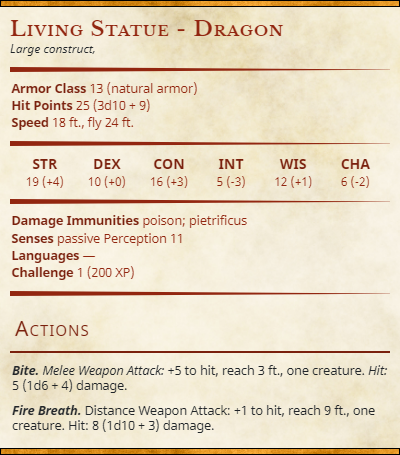 Living Statue - Dragon
Large construct,
Armor Class 13 (natural armor)
Hit Points 25 (3d10 + 9)
Speed 18 ft., fly 24 ft.
STR DEX CON INT WIS CHA
19 (+4) 10 (+0) 16 (+3) 5 (-3) 12 (+1) 6 (-2)
Damage Immunities poison; pietrificus
Senses passive Perception 11
Languages —
Challenge 1 (200 XP)
Actions
Bite. Melee Weapon Attack: +5 to hit, reach 3 ft., one creature. Hit:
5 (1d6 + 4) damage.
Fire Breath. Distance Weapon Attack: +1 to hit, reach 9 ft., one
creature. Hit: 8 (1d10 + 3) damage.